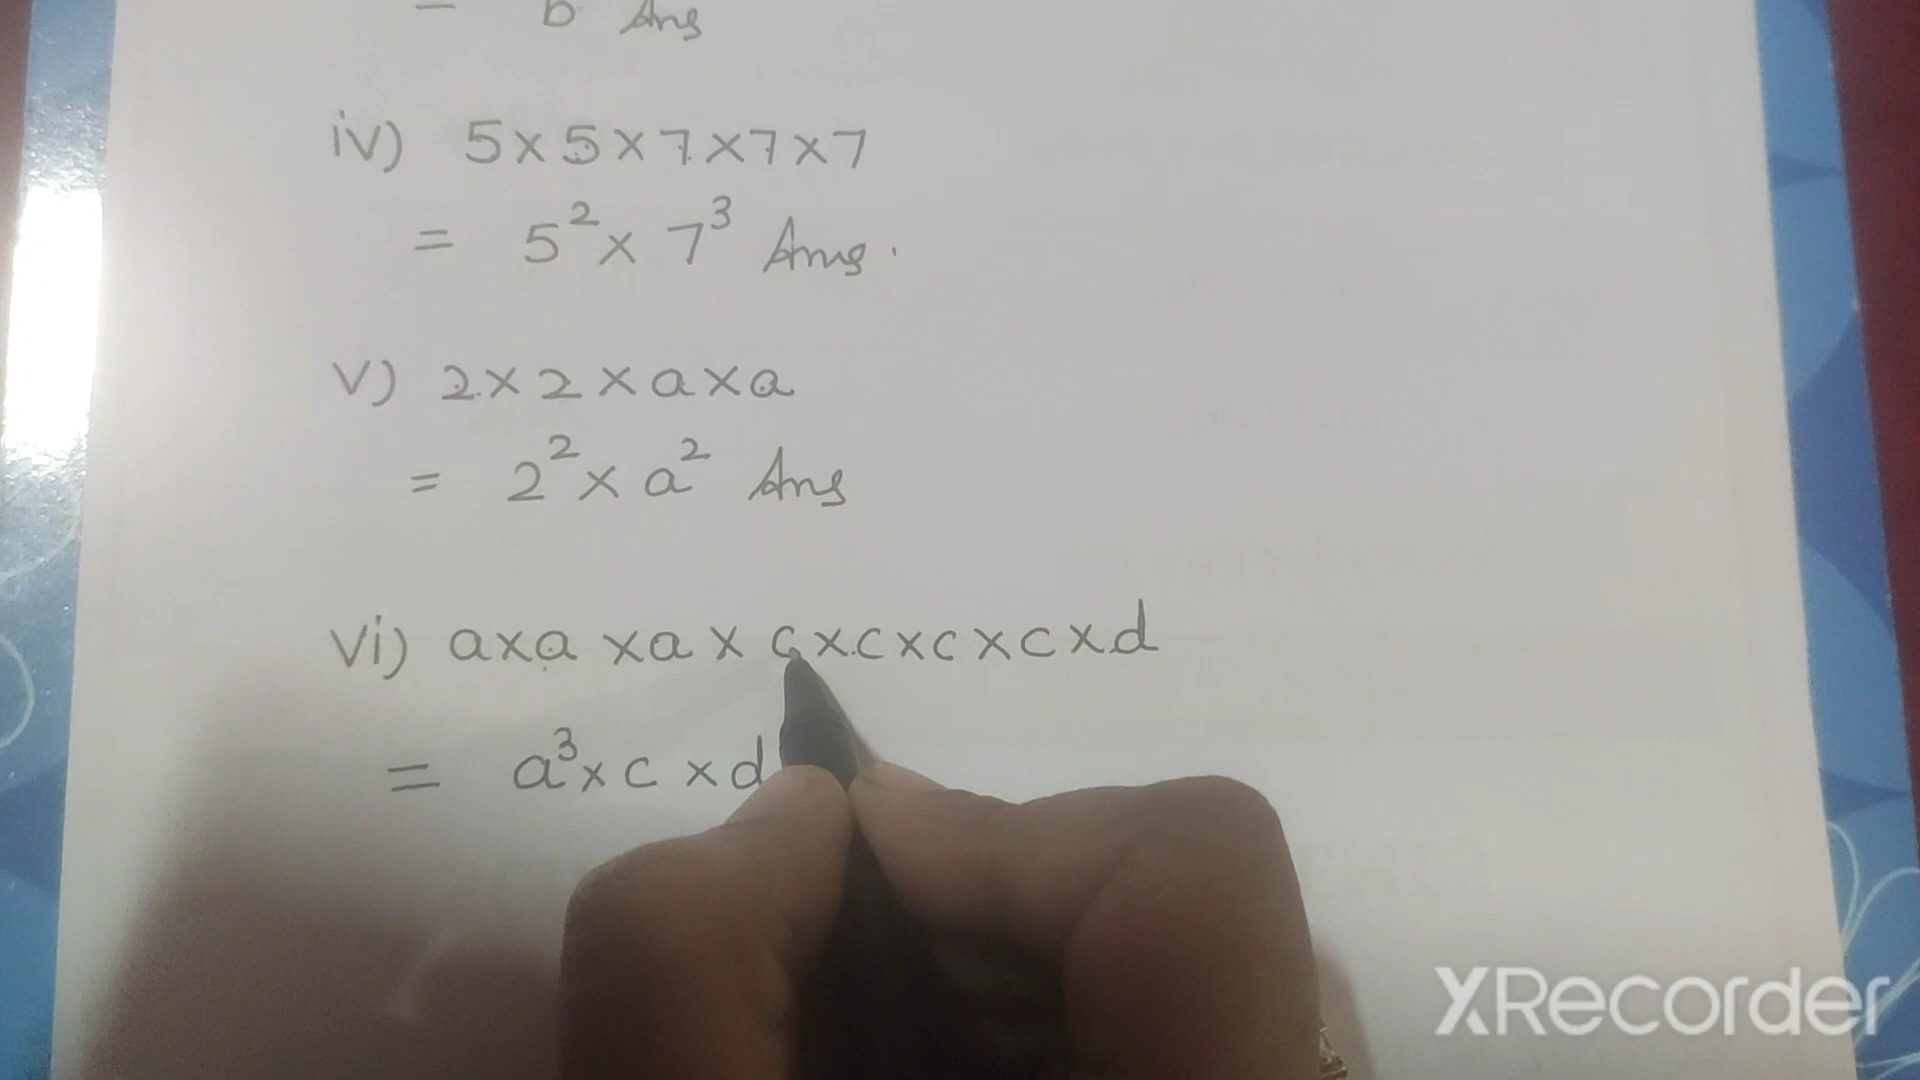 = b Ans
iv) 5×5×7×7×7
= 5² × 7³ Ans.
v) 2×2×a×a
= 2² × a² Ans
vi) a×a×a×c×c×c×c×d
= a³×c×d
XRecorder